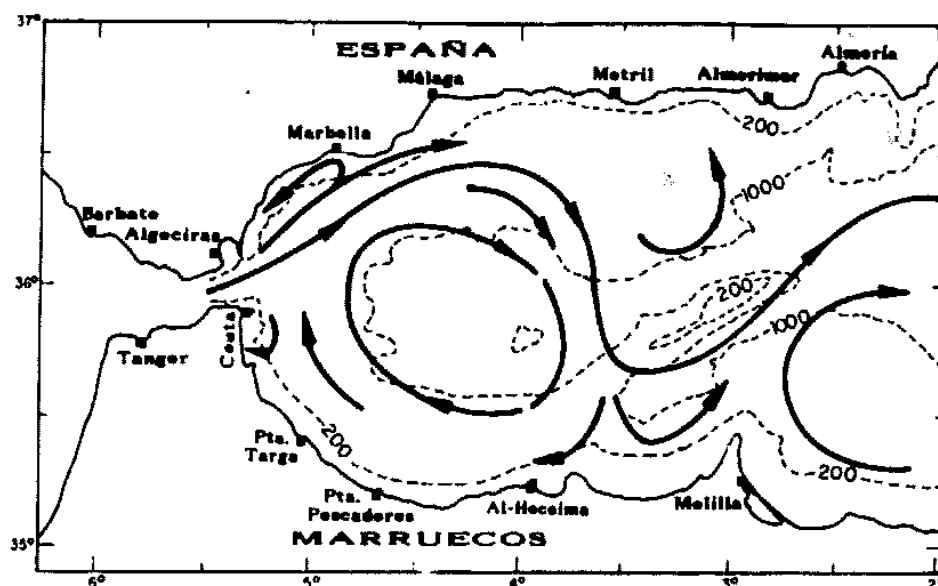 37°
ESPAÑA
Almería
Málaga
Motril
Almerimar
200
Marbella
1000
Barbate
Algeciras
36°
200
1000
Ceuta
Tanger
200
Pta.
Targa
200
Pta.
Pescadores
Al-Hoceima
Melilla
35°
MARRUECOS
6°
5°
4°
3°